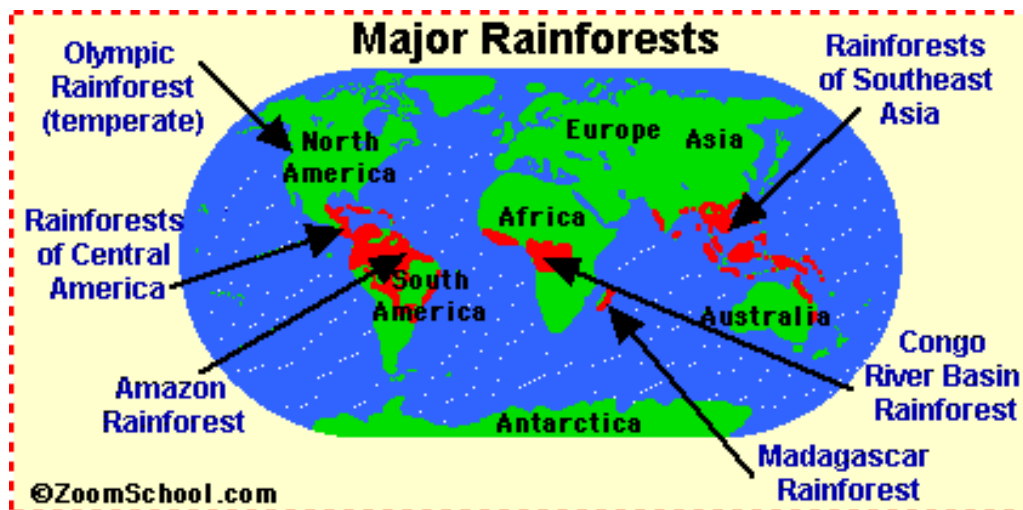 Major Rainforests
Olympic
Rainforest
(temperate)
Rainforests
of Southeast
Asia
North
America
Europe
Asia
Rainforests
of Central
America
Africa
South
America
Australia
Amazon
Rainforest
Congo
River Basin
Rainforest
Antarctica
Madagascar
Rainforest
©ZoomSchool.com